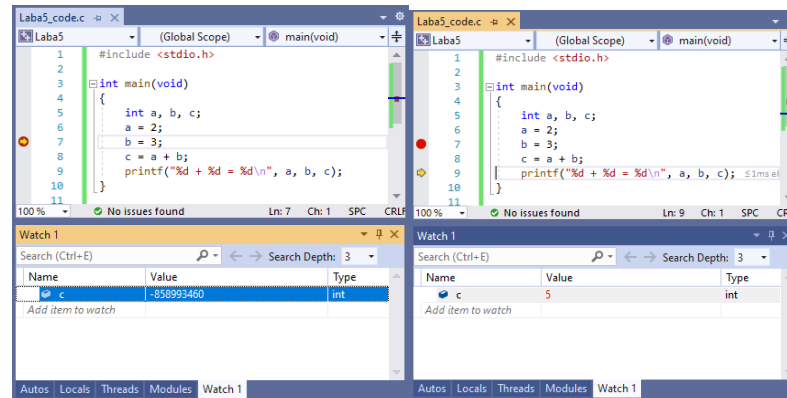 Laba5_code.c
Laba5 (Global Scope) main(void)
1 #include <stdio.h>
2
3 int main(void)
4 {
5 int a, b, c;
6 a = 2;
7 b = 3;
8 c = a + b;
9 printf("%d + %d = %d\n", a, b, c);
10 }
11
100 % No issues found Ln: 7 Ch: 1 SPC CRLF
Watch 1
Search (Ctrl+E) Search Depth: 3
Name Value Type
c -858993460 int
Add item to watch
Autos Locals Threads Modules Watch 1
Laba5_code.c
Laba5 (Global Scope) main(void)
1 #include <stdio.h>
2
3 int main(void)
4 {
5 int a, b, c;
6 a = 2;
7 b = 3;
8 c = a + b;
9 printf("%d + %d = %d\n", a, b, c); ≤1ms el
10 }
11
100 % No issues found Ln: 9 Ch: 1 SPC CR
Watch 1
Search (Ctrl+E) Search Depth: 3
Name Value Type
c 5 int
Add item to watch
Autos Locals Threads Modules Watch 1